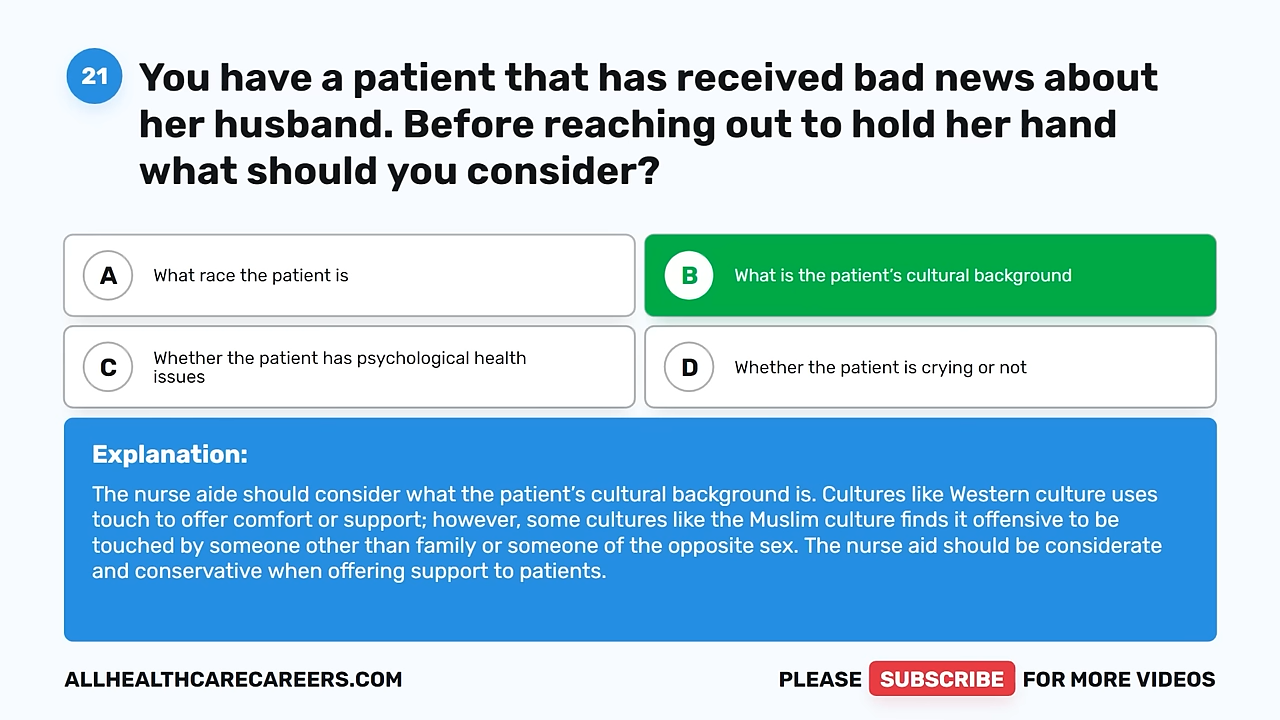 21
You have a patient that has received bad news about
her husband. Before reaching out to hold her hand
what should you consider?
A What race the patient is
B What is the patient's cultural background
C Whether the patient has psychological health
issues
D Whether the patient is crying or not
Explanation:
The nurse aide should consider what the patient's cultural background is. Cultures like Western culture uses
touch to offer comfort or support; however, some cultures like the Muslim culture finds it offensive to be
touched by someone other than family or someone of the opposite sex. The nurse aid should be considerate
and conservative when offering support to patients.
ALLHEALTHCARECAREERS.COM
PLEASE SUBSCRIBE FOR MORE VIDEOS